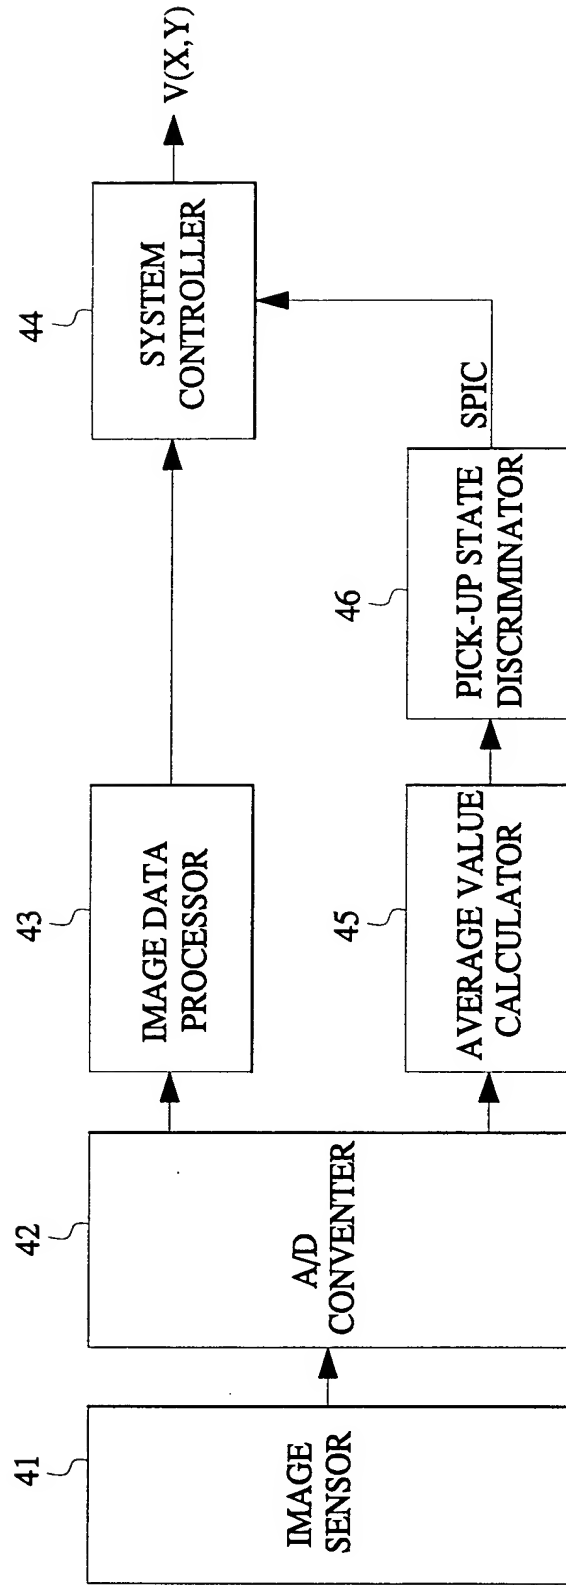 41
IMAGE
SENSOR
42
A/D
CONVENTER
43
IMAGE DATA
PROCESSOR
44
SYSTEM
CONTROLLER
V(X,Y)
45
AVERAGE VALUE
CALCULATOR
46
PICK-UP STATE
DISCRIMINATOR
SPIC